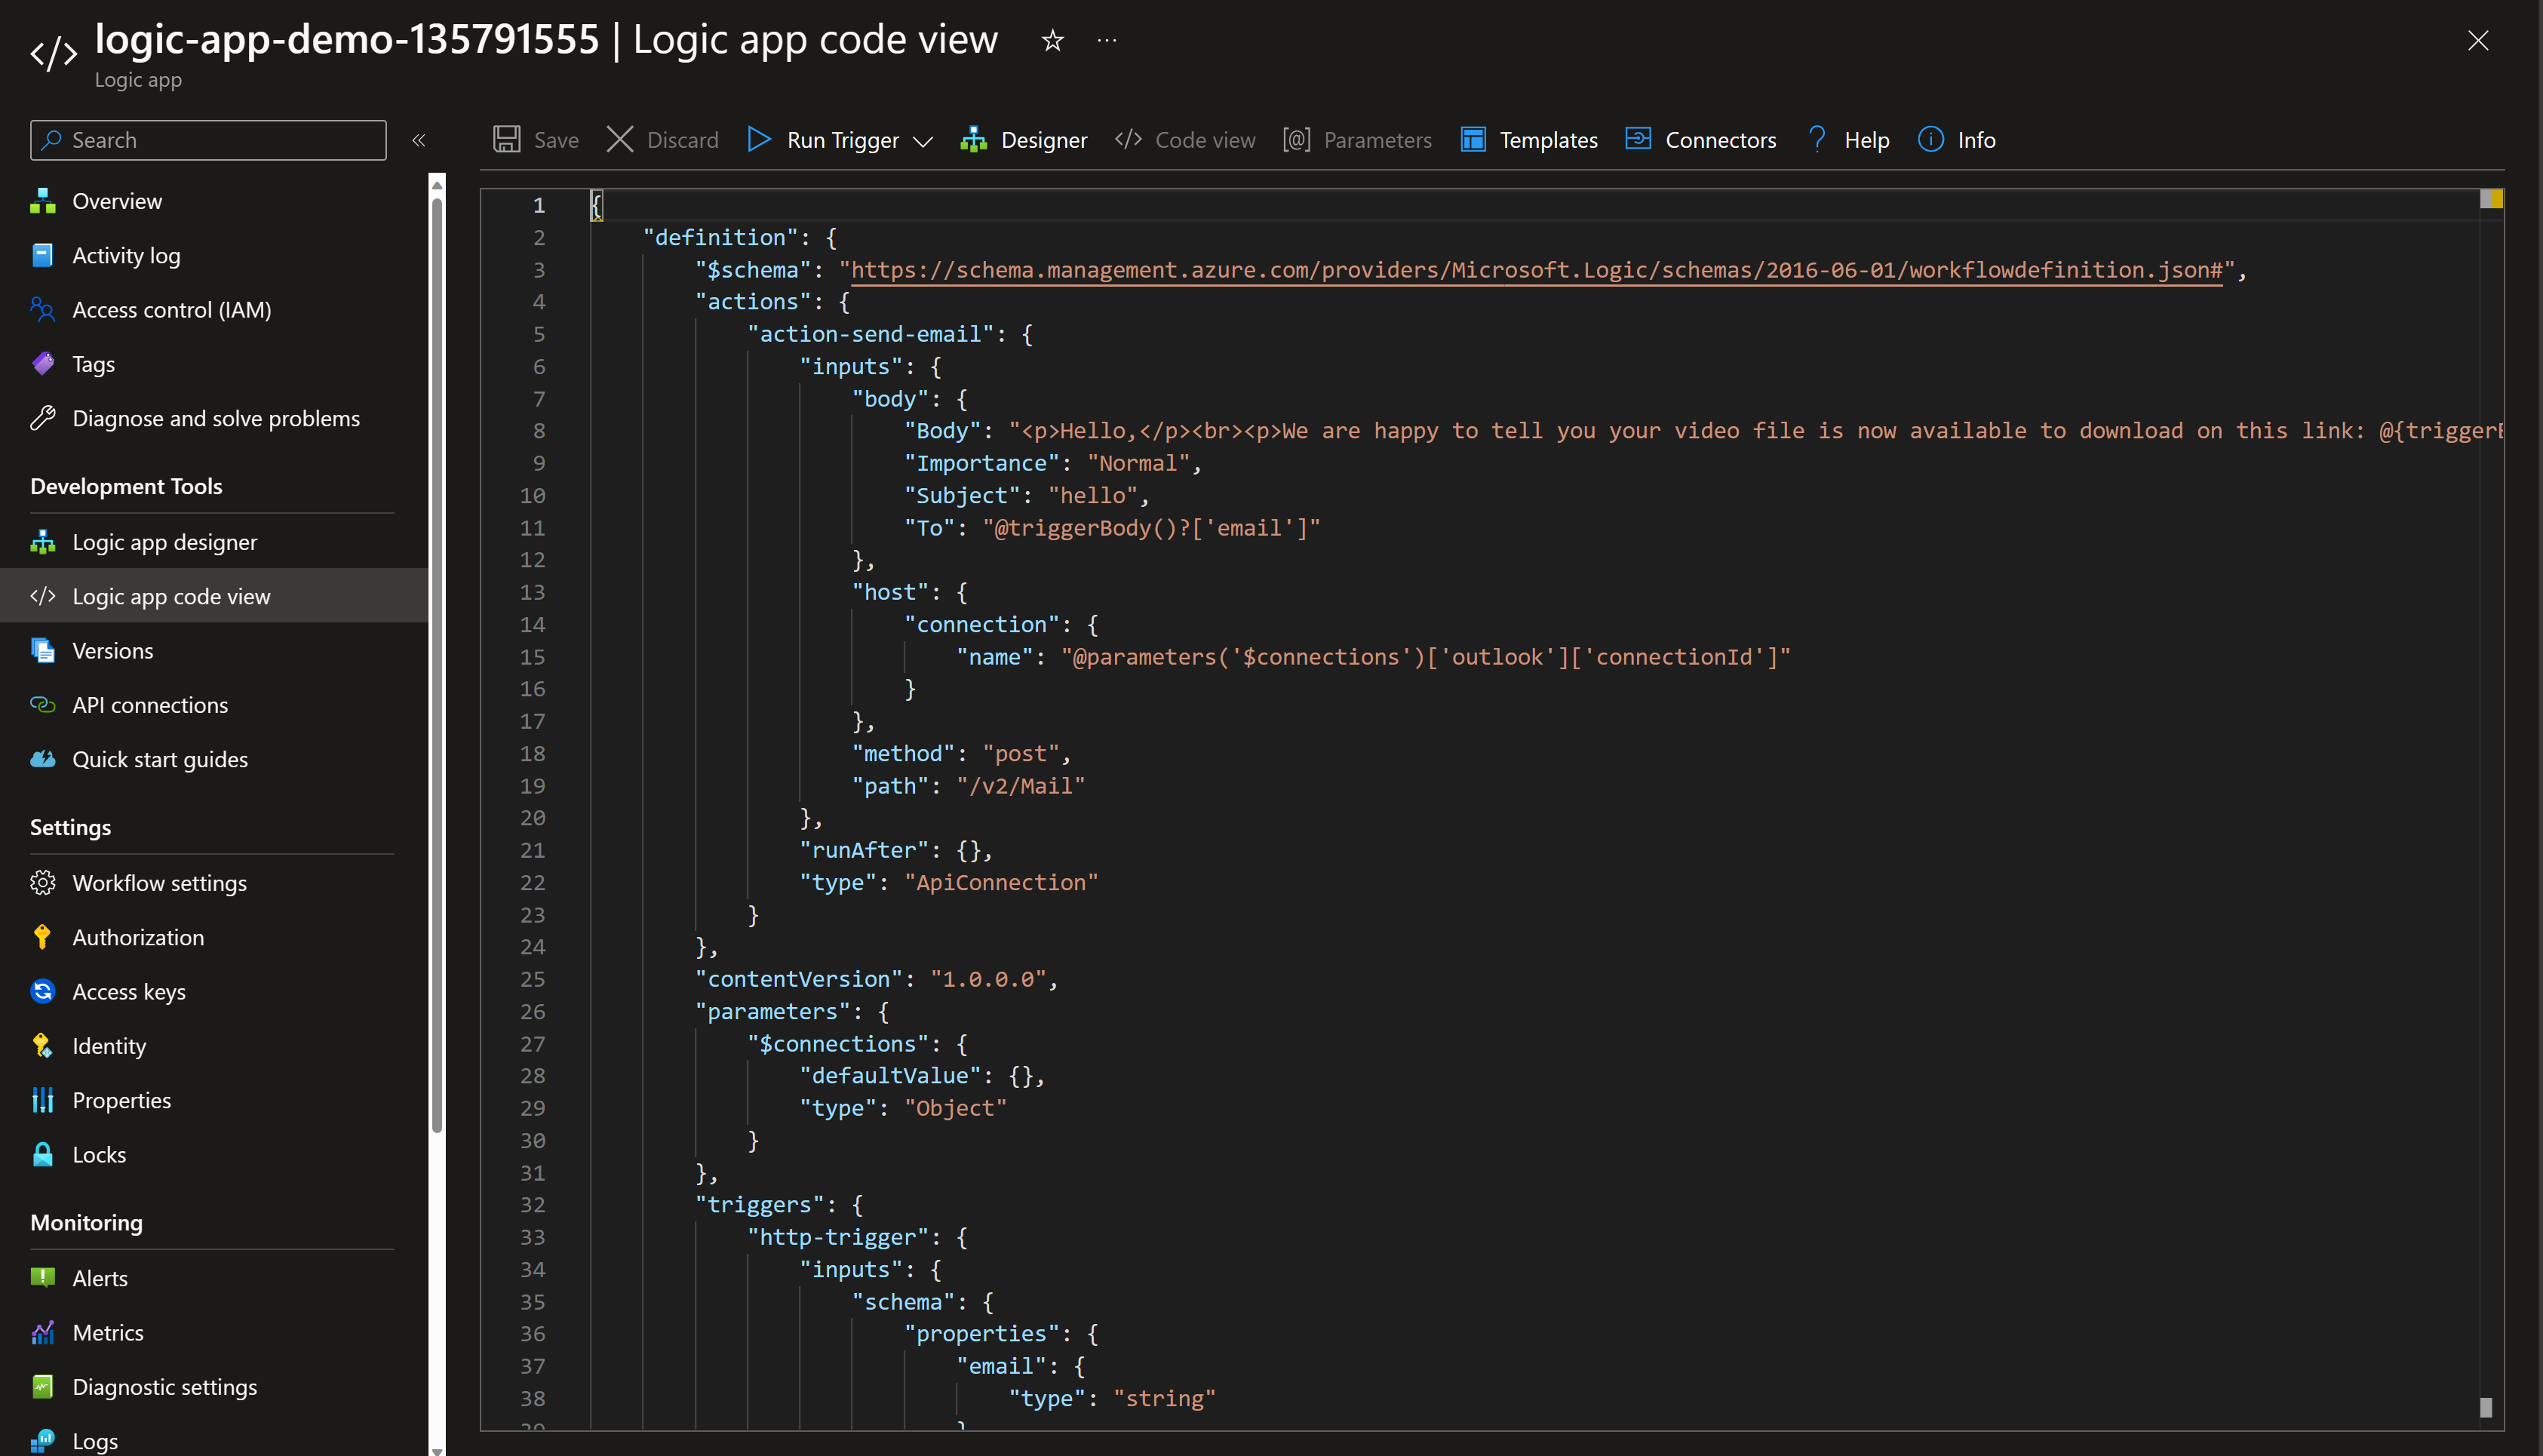 logic-app-demo-135791555 | Logic app code view
Logic app
Search
Overview
Activity log
Access control (IAM)
Tags
Diagnose and solve problems
Development Tools
Logic app designer
Logic app code view
Versions
API connections
Quick start guides
Settings
Workflow settings
Authorization
Access keys
Identity
Properties
Locks
Monitoring
Alerts
Metrics
Diagnostic settings
Logs
Save Discard Run Trigger Designer </> Code view [@] Parameters Templates Connectors ? Help Info
1 {
2 "definition": {
3 "$schema": "https://schema.management.azure.com/providers/Microsoft.Logic/schemas/2016-06-01/workflowdefinition.json#",
4 "actions": {
5 "action-send-email": {
6 "inputs": {
7 "body": {
8 "Body": "<p>Hello,</p><br><p>We are happy to tell you your video file is now available to download on this link: @{trigger
9 "Importance": "Normal",
10 "Subject": "hello",
11 "To": "@triggerBody()?['email']"
12 },
13 "host": {
14 "connection": {
15 "name": "@parameters('$connections')['outlook']['connectionId']"
16 }
17 },
18 "method": "post",
19 "path": "/v2/Mail"
20 },
21 "runAfter": {},
22 "type": "ApiConnection"
23 }
24 },
25 "contentVersion": "1.0.0.0",
26 "parameters": {
27 "$connections": {
28 "defaultValue": {},
29 "type": "Object"
30 }
31 },
32 "triggers": {
33 "http-trigger": {
34 "inputs": {
35 "schema": {
36 "properties": {
37 "email": {
38 "type": "string"